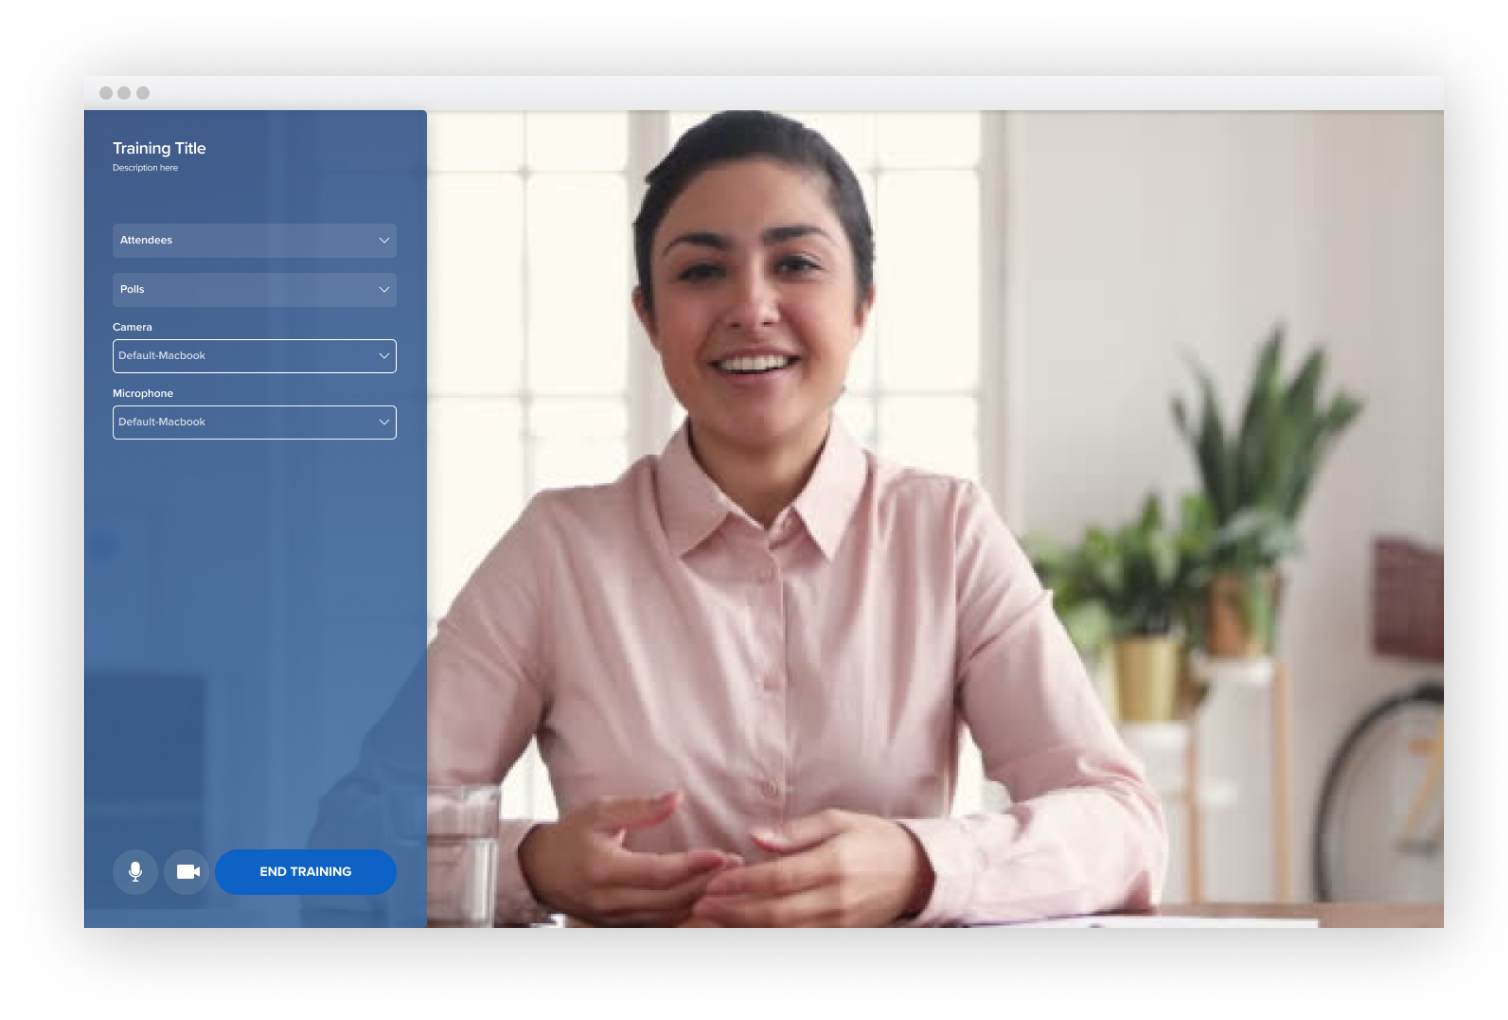 Training Title
Description here
Attendees
Polls
Camera
Default-Macbook
Microphone
Default-Macbook
END TRAINING